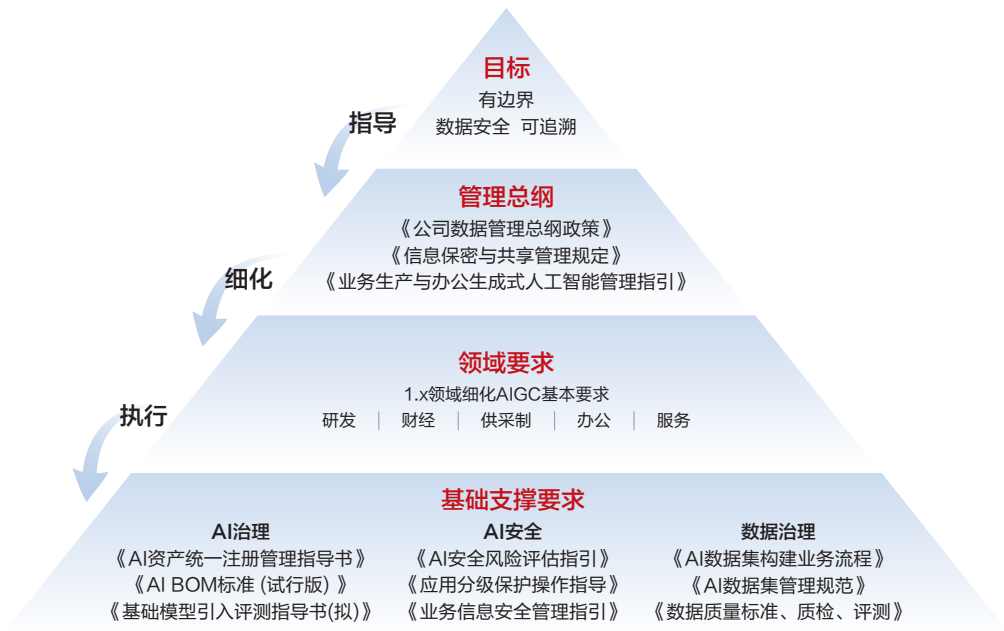 目标
有边界
数据安全 可追溯
指导
管理总纲
《公司数据管理总纲政策》
《信息保密与共享管理规定》
《业务生产与办公生成式人工智能管理指引》
细化
领域要求
1.x领域细化AIGC基本要求
研发 | 财经 | 供采制 | 办公 | 服务
执行
基础支撑要求
AI治理 AI安全 数据治理
《AI资产统一注册管理指导书》 《AI安全风险评估指引》 《AI数据集构建业务流程》
《AI BOM标准 (试行版) 》 《应用分级保护操作指导》 《AI数据集管理规范》
《基础模型引入评测指导书(拟)》 《业务信息安全管理指引》 《数据质量标准、质检、评测》